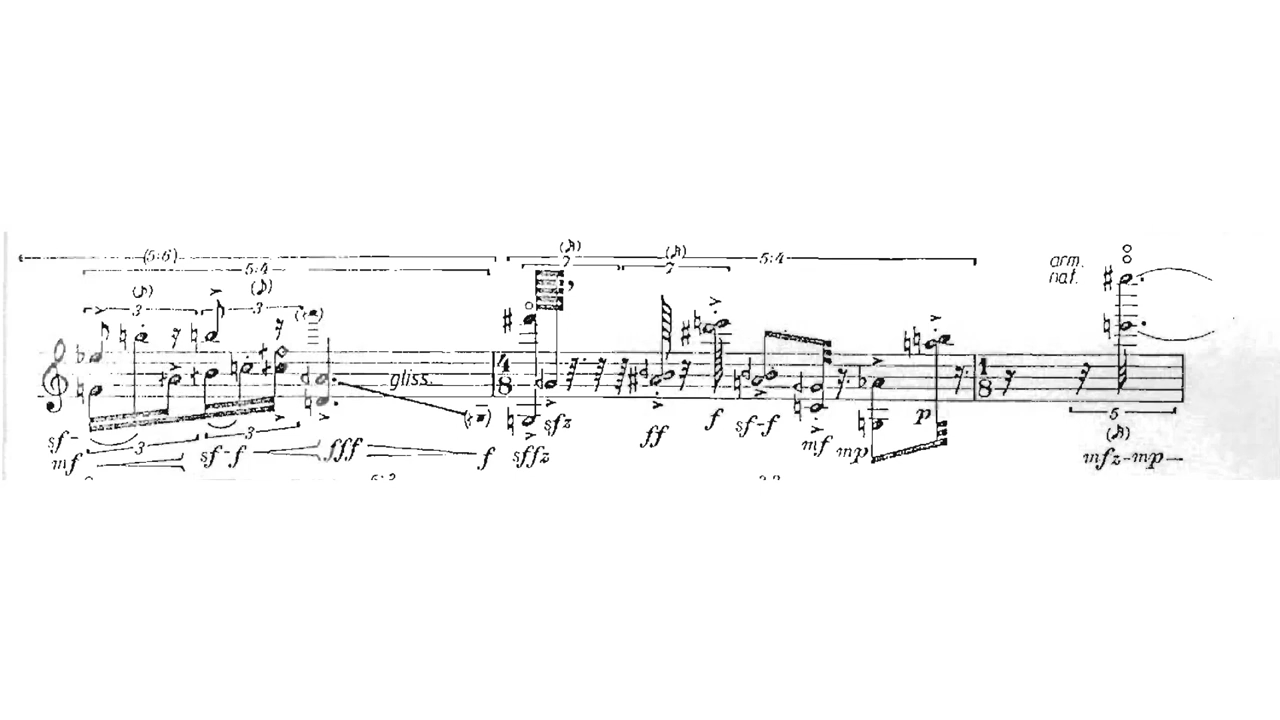 (5:6)
5:4
3
3
gliss.
3
3
sf-
mf
sf-f
fff
f
7
7
5:4
4
8
sffz
sfz
ff
f
sf-f
mf
mp
p
1
8
arm.
nat.
5
mfz-mp